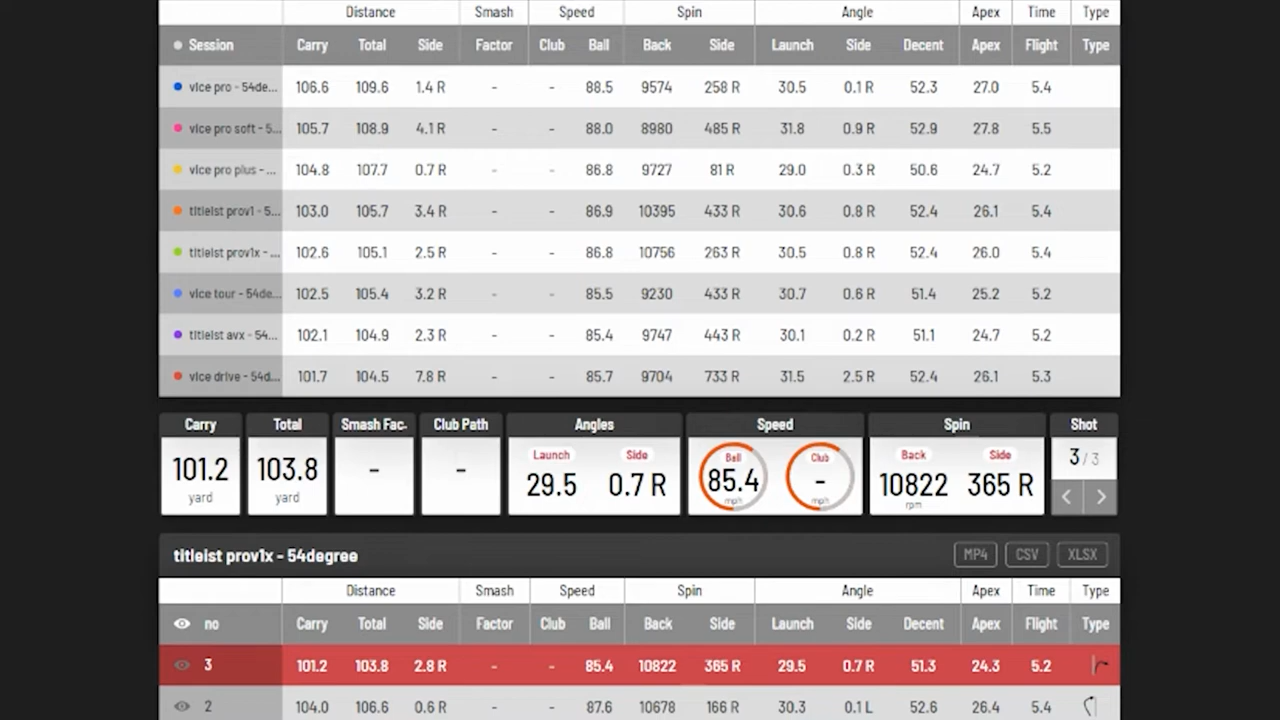 Distance Smash Speed Spin Angle Apex Time Type
Session Carry Total Side Factor Club Ball Back Side Launch Side Decent Apex Flight Type
vice pro - 54de... 106.6 109.6 1.4 R - - 88.5 9574 258 R 30.5 0.1 R 52.3 27.0 5.4
vice pro soft - 5... 105.7 108.9 4.1 R - - 88.0 8980 485 R 31.8 0.9 R 52.9 27.8 5.5
vice pro plus - ... 104.8 107.7 0.7 R - - 86.8 9727 81 R 29.0 0.3 R 50.6 24.7 5.2
titleist prov1 - 5... 103.0 105.7 3.4 R - - 86.9 10395 433 R 30.6 0.8 R 52.4 26.1 5.4
titleist prov1x - ... 102.6 105.1 2.5 R - - 86.8 10756 263 R 30.5 0.8 R 52.4 26.0 5.4
vice tour - 54de... 102.5 105.4 3.2 R - - 85.5 9230 433 R 30.7 0.6 R 51.4 25.2 5.2
titleist avx - 54... 102.1 104.9 2.3 R - - 85.4 9747 443 R 30.1 0.2 R 51.1 24.7 5.2
vice drive - 54d... 101.7 104.5 7.8 R - - 85.7 9704 733 R 31.5 2.5 R 52.4 26.1 5.3
Carry Total Smash Fac. Club Path Angles Speed Spin Shot
Launch Side Ball Club Back Side
101.2 103.8 - - 29.5 0.7 R 85.4 - 10822 365 R 3 / 3
yard yard mph mph rpm
titleist prov1x - 54degree MP4 CSV XLSX
Distance Smash Speed Spin Angle Apex Time Type
no Carry Total Side Factor Club Ball Back Side Launch Side Decent Apex Flight Type
3 101.2 103.8 2.8 R - - 85.4 10822 365 R 29.5 0.7 R 51.3 24.3 5.2
2 104.0 106.6 0.6 R - - 87.6 10678 166 R 30.3 0.1 L 52.6 26.4 5.4